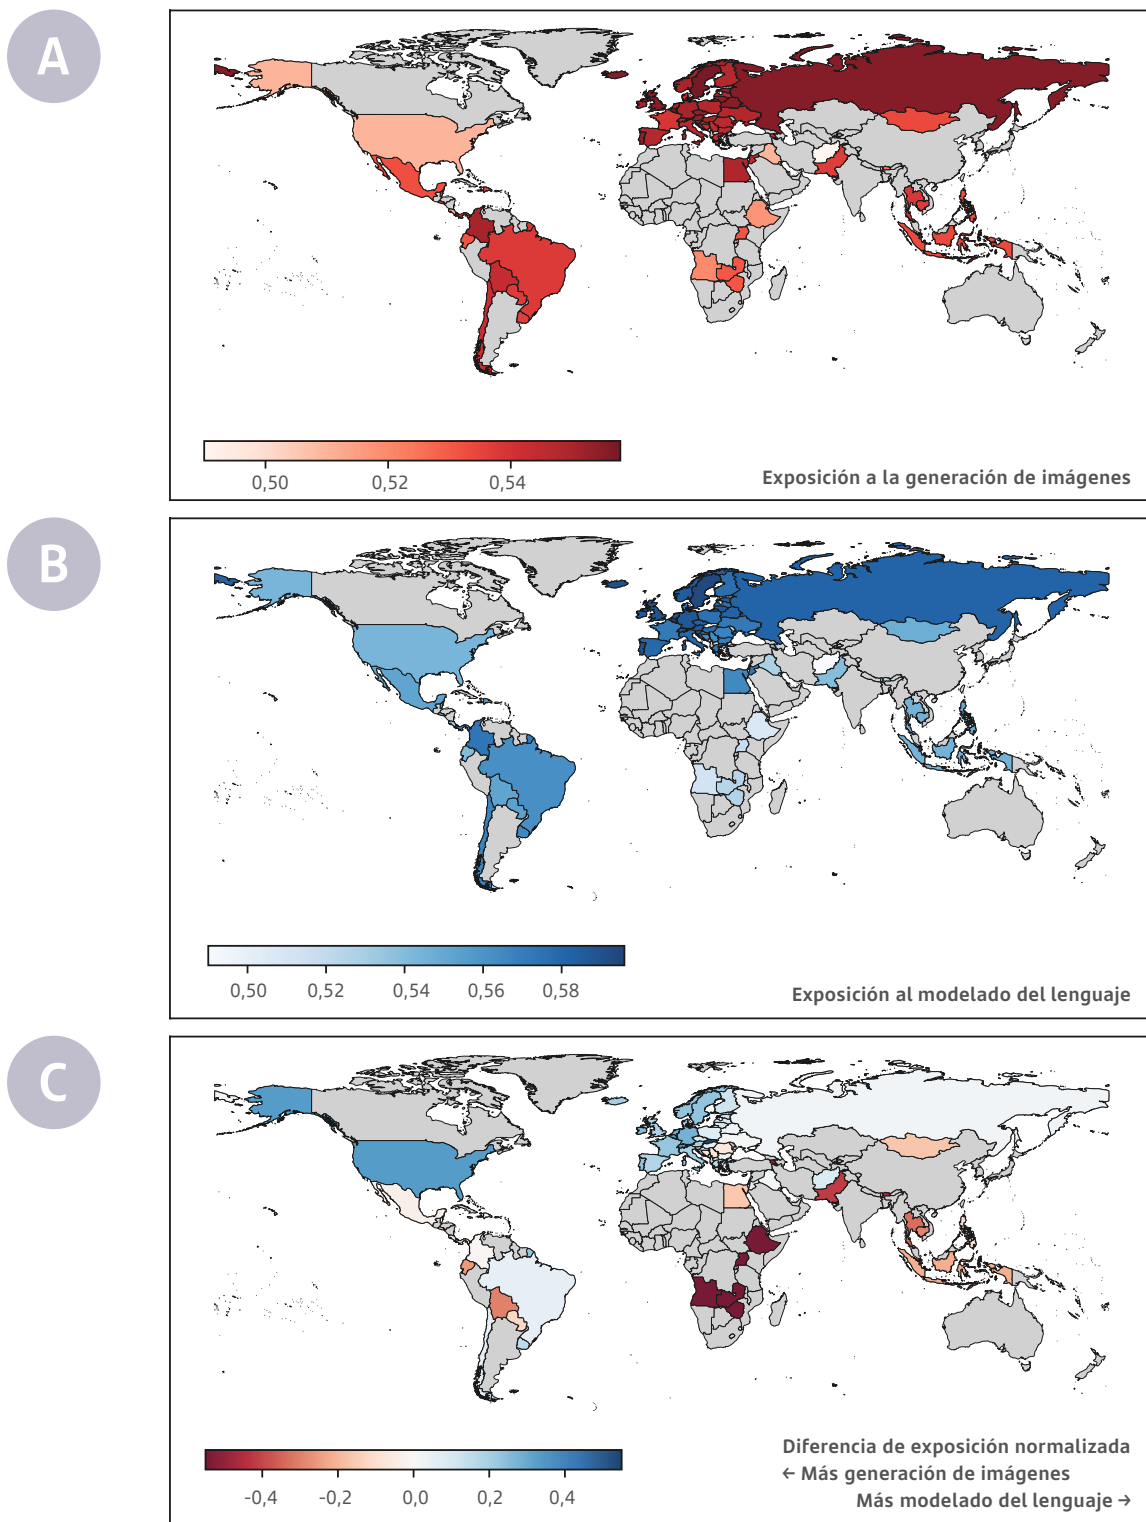 A
0,50 0,52 0,54
Exposición a la generación de imágenes
B
0,50 0,52 0,54 0,56 0,58
Exposición al modelado del lenguaje
C
-0,4 -0,2 0,0 0,2 0,4
Diferencia de exposición normalizada
← Más generación de imágenes
Más modelado del lenguaje →